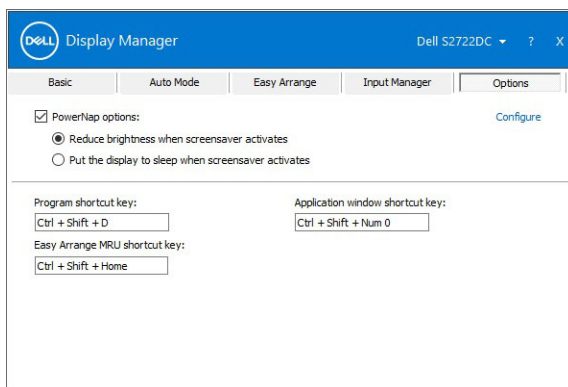 DELL Display Manager Dell S2722DC ? X
Basic Auto Mode Easy Arrange Input Manager Options
PowerNap options: Configure
Reduce brightness when screensaver activates
Put the display to sleep when screensaver activates
Program shortcut key: Application window shortcut key:
Ctrl + Shift + D Ctrl + Shift + Num 0
Easy Arrange MRU shortcut key:
Ctrl + Shift + Home